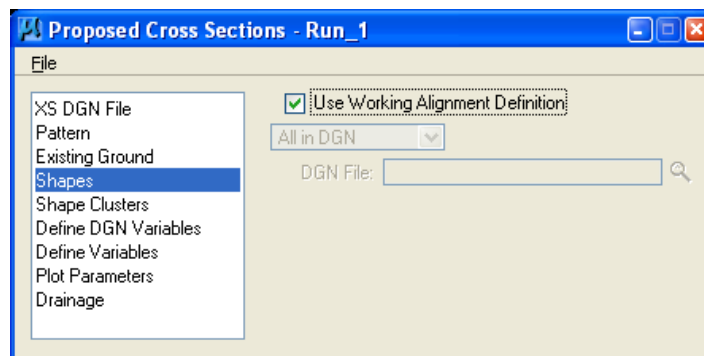 Proposed Cross Sections - Run_1
File
XS DGN File
Pattern
Existing Ground
Shapes
Shape Clusters
Define DGN Variables
Define Variables
Plot Parameters
Drainage
Use Working Alignment Definition
All in DGN
DGN File: